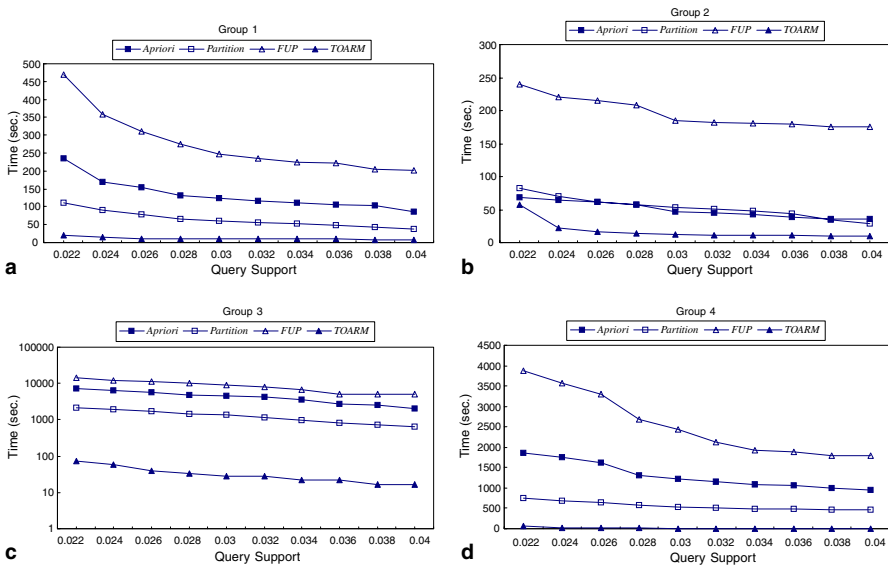 Group 1
Apriori Partition FUP TOARM
500
450
400
350
300
250
200
150
100
50
0
Time (sec.)
0.022 0.024 0.026 0.028 0.03 0.032 0.034 0.036 0.038 0.04
Query Support
a
Group 2
Apriori Partition FUP TOARM
300
250
200
150
100
50
0
Time (sec.)
0.022 0.024 0.026 0.028 0.03 0.032 0.034 0.036 0.038 0.04
Query Support
b
Group 3
Apriori Partition FUP TOARM
100000
10000
1000
100
10
1
Time (sec.)
0.022 0.024 0.026 0.028 0.03 0.032 0.034 0.036 0.038 0.04
Query Support
c
Group 4
Apriori Partition FUP TOARM
4500
4000
3500
3000
2500
2000
1500
1000
500
0
Time (sec.)
0.022 0.024 0.026 0.028 0.03 0.032 0.034 0.036 0.038 0.04
Query Support
d